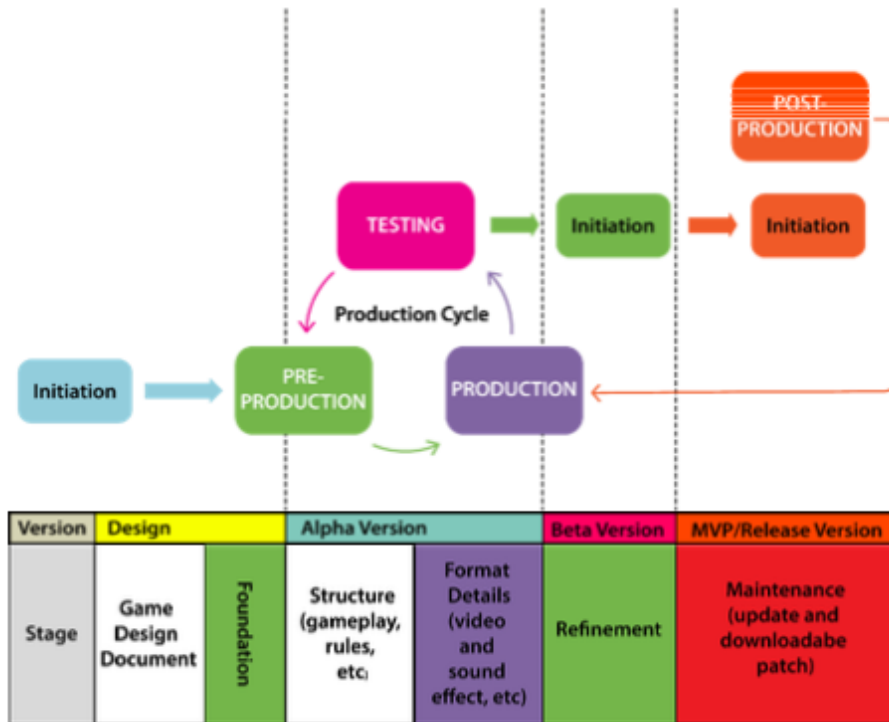 POST-
PRODUCTION
TESTING
Initiation
Initiation
Production Cycle
Initiation
PRE-
PRODUCTION
PRODUCTION
Version
Design
Alpha Version
Beta Version
MVP/Release Version
Stage
Game
Design
Document
Foundation
Structure
(gameplay,
rules,
etc)
Format
Details
(video
and
sound
effect, etc)
Refinement
Maintenance
(update and
downloadabe
patch)